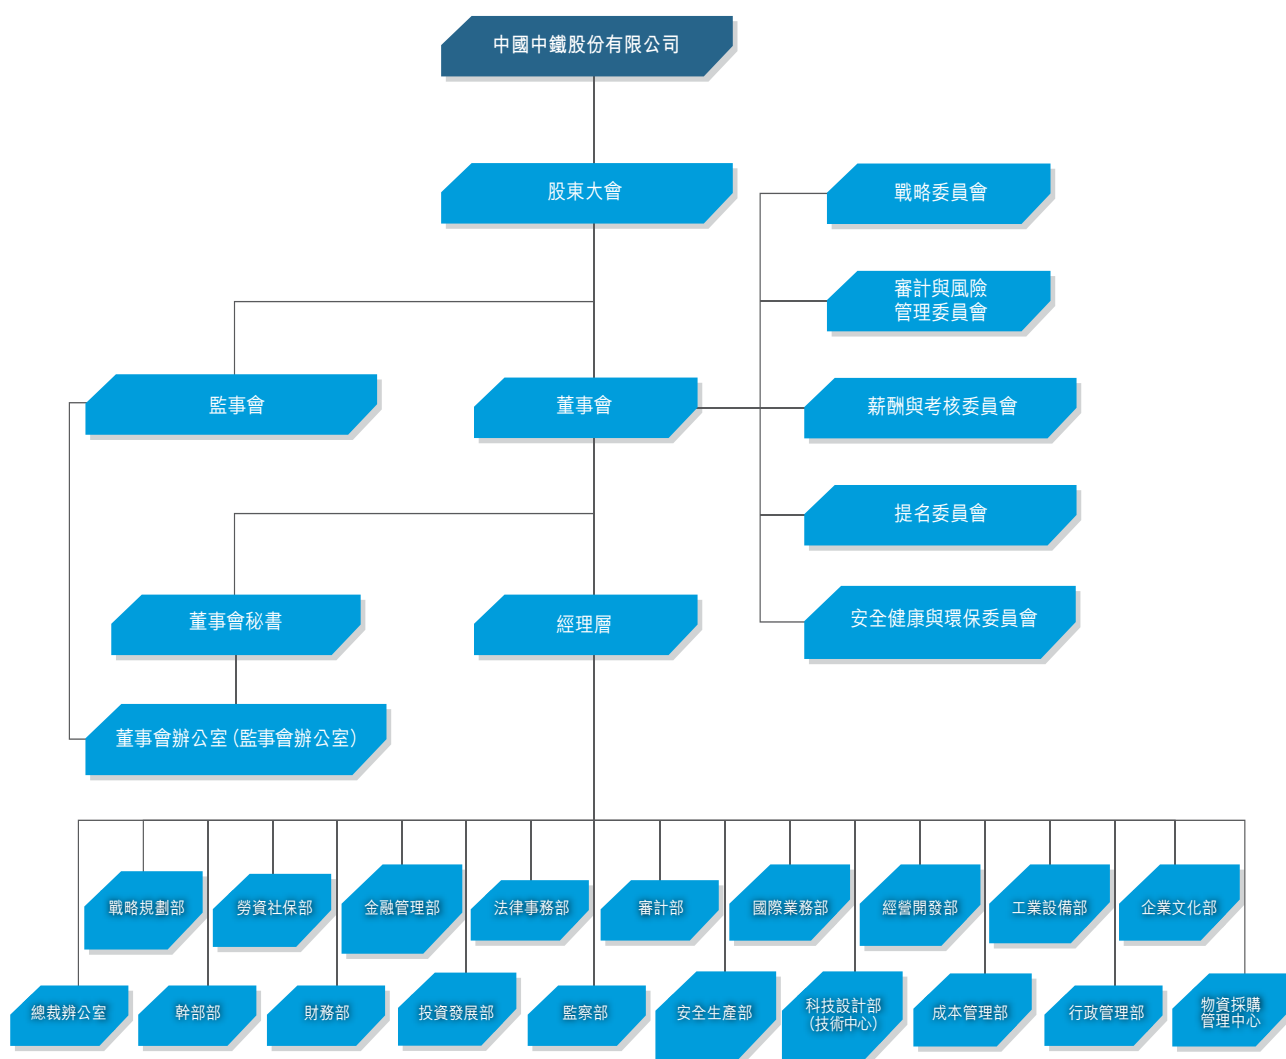 中國中鐵股份有限公司
股東大會
戰略委員會
審計與風險
管理委員會
監事會
董事會
薪酬與考核委員會
提名委員會
董事會秘書
經理層
安全健康與環保委員會
董事會辦公室（監事會辦公室）
戰略規劃部
勞資社保部
金融管理部
法律事務部
審計部
國際業務部
經營開發部
工業設備部
企業文化部
總裁辨公室
幹部部
財務部
投資發展部
監察部
安全生產部
科技設計部
（技術中心）
成本管理部
行政管理部
物資採購
管理中心